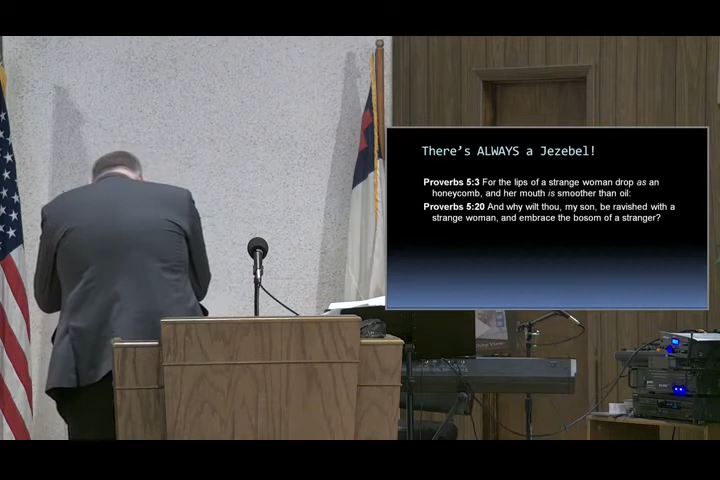 There's ALWAYS a Jezebel!
Proverbs 5:3 For the lips of a strange woman drop as an
honeycomb, and her mouth is smoother than oil:
Proverbs 5:20 And why wilt thou, my son, be ravished with a
strange woman, and embrace the bosom of a stranger?